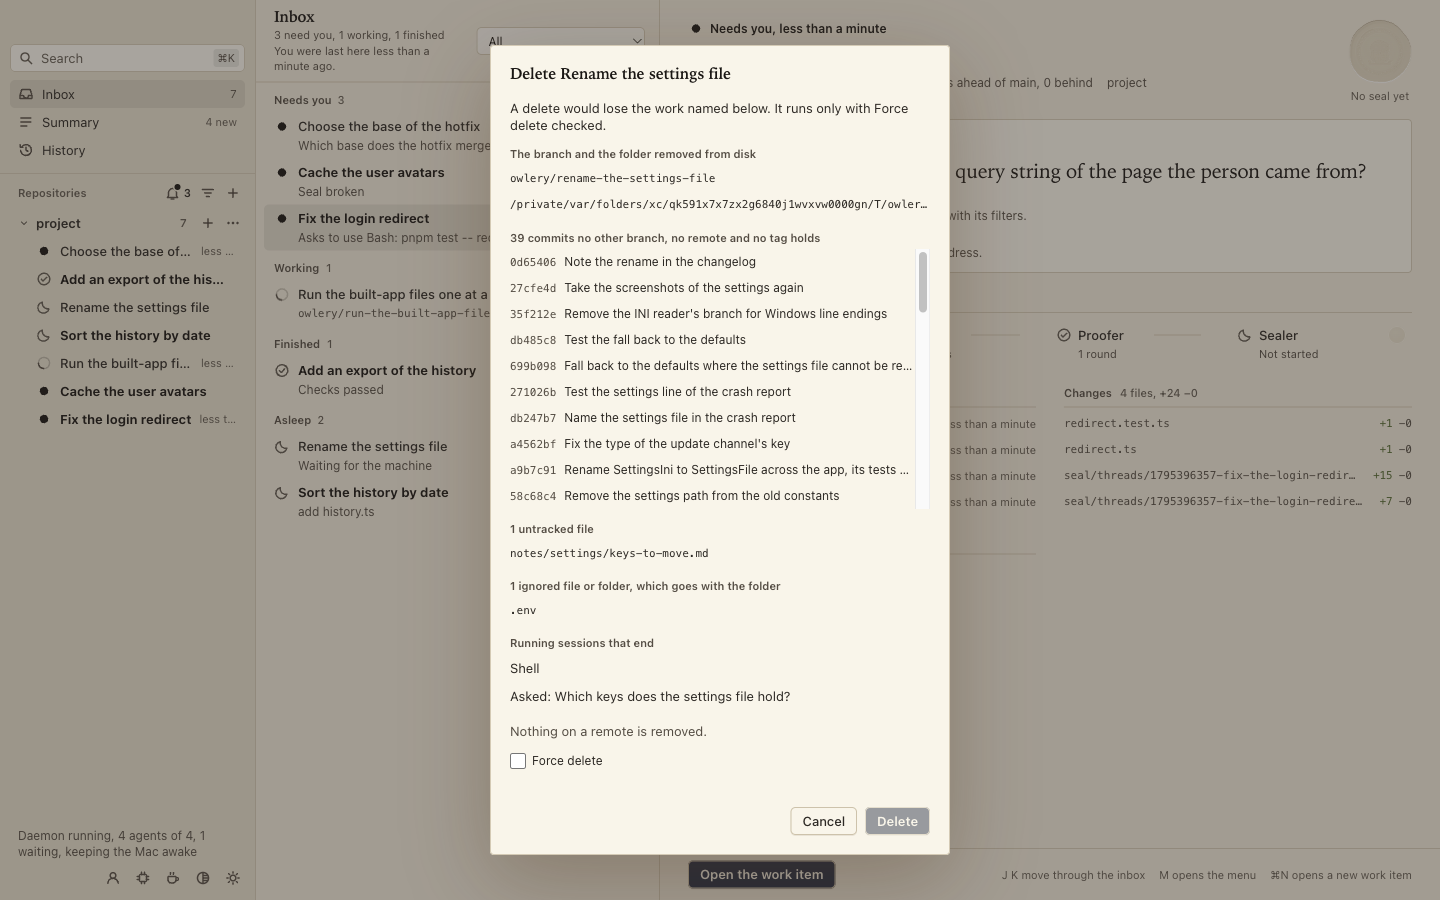 Search
⌘K
Inbox
7
Summary
4 new
History
Repositories
3
project
7
Choose the base of…
less …
Add an export of the his…
Rename the settings file
Sort the history by date
Run the built-app fi…
less …
Cache the user avatars
Fix the login redirect
less t…
Daemon running, 4 agents of 4, 1
waiting, keeping the Mac awake
Inbox
3 need you, 1 working, 1 finished
You were last here less than a
minute ago.
All
Needs you 3
Choose the base of the hotfix
Which base does the hotfix merge
Cache the user avatars
Seal broken
Fix the login redirect
Asks to use Bash: pnpm test -- red
Working 1
Run the built-app files one at a
owlery/run-the-built-app-file
Finished 1
Add an export of the history
Checks passed
Asleep 2
Rename the settings file
Waiting for the machine
Sort the history by date
add history.ts
Delete Rename the settings file
A delete would lose the work named below. It runs only with Force
delete checked.
The branch and the folder removed from disk
owlery/rename-the-settings-file
/private/var/folders/xc/qk591x7x7zx2g6840j1wvxvw0000gn/T/owler…
39 commits no other branch, no remote and no tag holds
0d65406 Note the rename in the changelog
27cfe4d Take the screenshots of the settings again
35f212e Remove the INI reader's branch for Windows line endings
db485c8 Test the fall back to the defaults
699b098 Fall back to the defaults where the settings file cannot be re…
271026b Test the settings line of the crash report
db247b7 Name the settings file in the crash report
a4562bf Fix the type of the update channel's key
a9b7c91 Rename SettingsIni to SettingsFile across the app, its tests …
58c68c4 Remove the settings path from the old constants
1 untracked file
notes/settings/keys-to-move.md
1 ignored file or folder, which goes with the folder
.env
Running sessions that end
Shell
Asked: Which keys does the settings file hold?
Nothing on a remote is removed.
Force delete
Cancel
Delete
Needs you, less than a minute
s ahead of main, 0 behind project
No seal yet
query string of the page the person came from?
with its filters.
dress.
Proofer
1 round
Sealer
Not started
ss than a minute
ss than a minute
ss than a minute
ss than a minute
Changes 4 files, +24 −0
redirect.test.ts +1 −0
redirect.ts +1 −0
seal/threads/1795396357-fix-the-login-redir… +15 −0
seal/threads/1795396357-fix-the-login-redire… +7 −0
Open the work item
J K move through the inbox
M opens the menu
⌘N opens a new work item